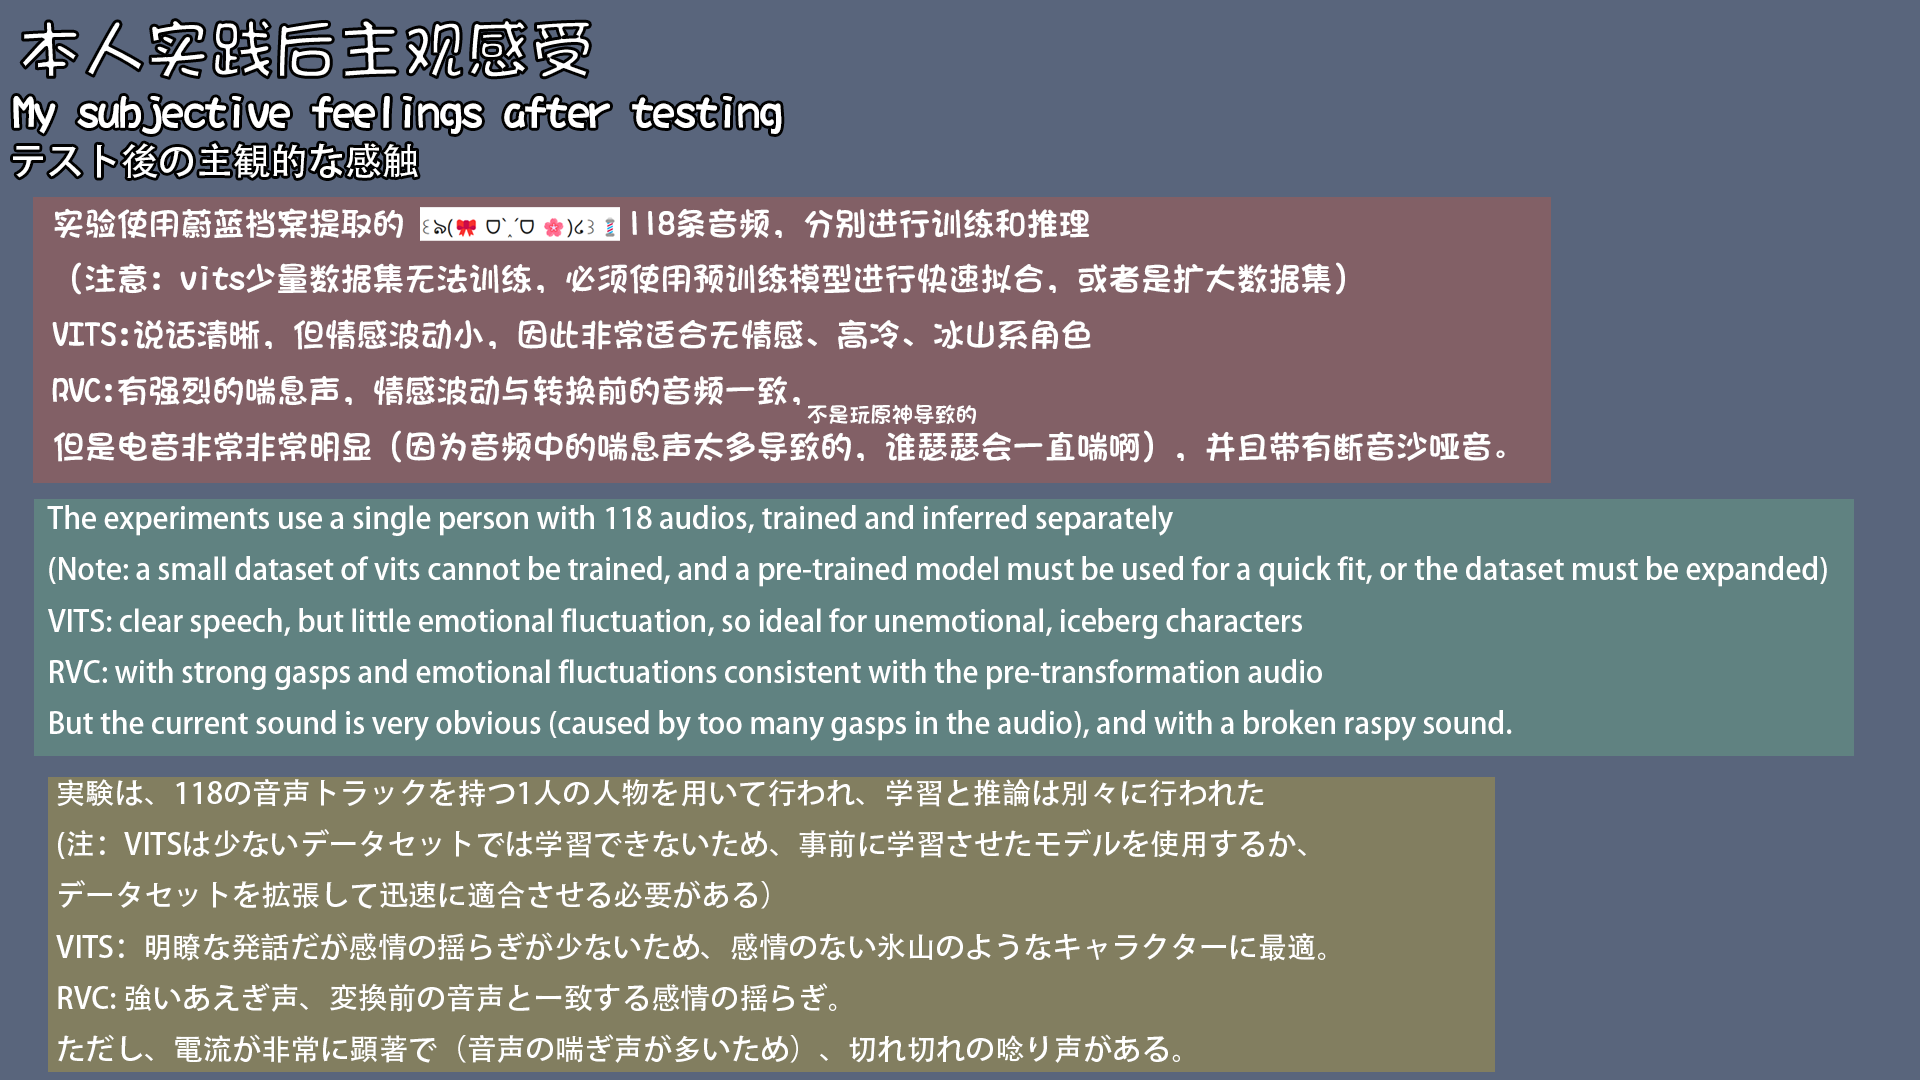 本人实践后主观感受
My subjective feelings after testing
テスト後の主観的な感触
实验使用蔚蓝档案提取的 ꒰ঌ(🎀 ᗜ`˰´ᗜ 🌸)໒꒱💈118条音频，分别进行训练和推理
（注意：vits少量数据集无法训练，必须使用预训练模型进行快速拟合，或者是扩大数据集）
VITS:说话清晰，但情感波动小，因此非常适合无情感、高冷、冰山系角色
RVC:有强烈的喘息声，情感波动与转换前的音频一致，
不是玩原神导致的
但是电音非常非常明显（因为音频中的喘息声太多导致的，谁瑟瑟会一直喘啊），并且带有断音沙哑音。
The experiments use a single person with 118 audios, trained and inferred separately
(Note: a small dataset of vits cannot be trained, and a pre-trained model must be used for a quick fit, or the dataset must be expanded)
VITS: clear speech, but little emotional fluctuation, so ideal for unemotional, iceberg characters
RVC: with strong gasps and emotional fluctuations consistent with the pre-transformation audio
But the current sound is very obvious (caused by too many gasps in the audio), and with a broken raspy sound.
実験は、118の音声トラックを持つ1人の人物を用いて行われ、学習と推論は別々に行われた
(注：VITSは少ないデータセットでは学習できないため、事前に学習させたモデルを使用するか、
データセットを拡張して迅速に適合させる必要がある）
VITS：明瞭な発話だが感情の揺らぎが少ないため、感情のない氷山のようなキャラクターに最適。
RVC: 強いあえぎ声、変換前の音声と一致する感情の揺らぎ。
ただし、電流が非常に顕著で（音声の喘ぎ声が多いため）、切れ切れの唸り声がある。